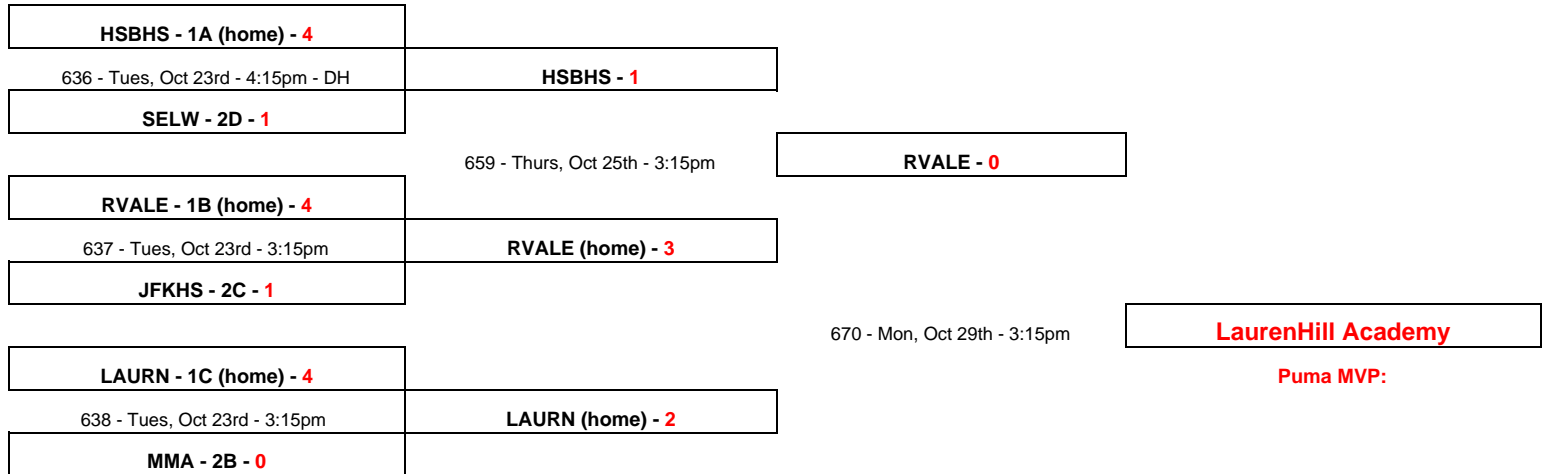 HSBHS - 1A (home) - 4
636 - Tues, Oct 23rd - 4:15pm - DH
HSBHS - 1
SELW - 2D - 1
659 - Thurs, Oct 25th - 3:15pm
RVALE - 0
RVALE - 1B (home) - 4
637 - Tues, Oct 23rd - 3:15pm
RVALE (home) - 3
JFKHS - 2C - 1
670 - Mon, Oct 29th - 3:15pm
LaurenHill Academy
LAURN - 1C (home) - 4
Puma MVP:
638 - Tues, Oct 23rd - 3:15pm
LAURN (home) - 2
MMA - 2B - 0